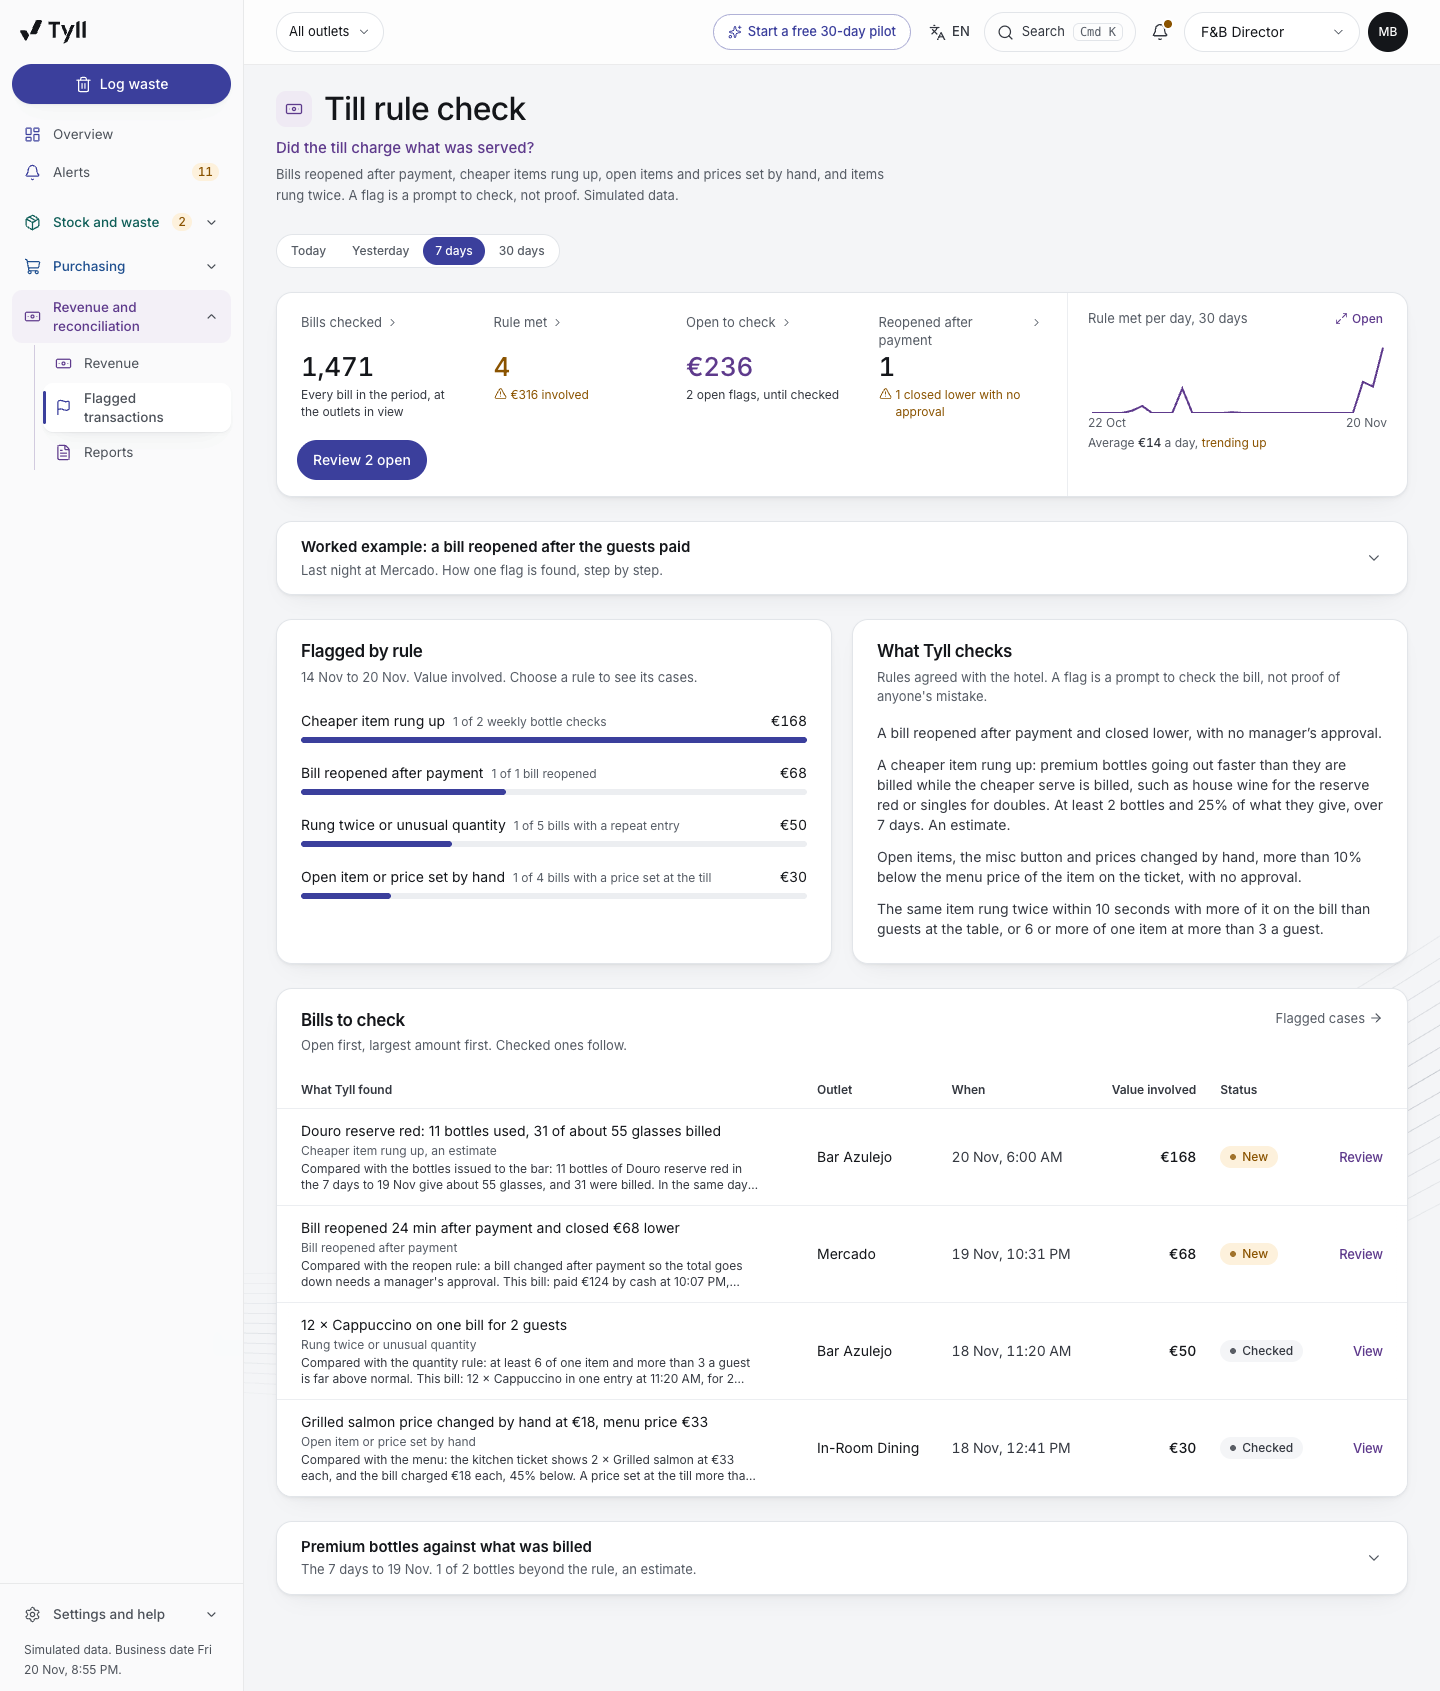 Tyll
All outlets
Start a free 30-day pilot
EN
Search Cmd K
F&B Director
MB
Log waste
Overview
Alerts 11
Stock and waste 2
Purchasing
Revenue and
reconciliation
Revenue
Flagged
transactions
Reports
Till rule check
Did the till charge what was served?
Bills reopened after payment, cheaper items rung up, open items and prices set by hand, and items
rung twice. A flag is a prompt to check, not proof. Simulated data.
Today Yesterday 7 days 30 days
Bills checked
1,471
Every bill in the period, at
the outlets in view
Rule met
4
€316 involved
Open to check
€236
2 open flags, until checked
Reopened after
payment
1
1 closed lower with no
approval
Review 2 open
Rule met per day, 30 days
Open
22 Oct 20 Nov
Average €14 a day, trending up
Worked example: a bill reopened after the guests paid
Last night at Mercado. How one flag is found, step by step.
Flagged by rule
14 Nov to 20 Nov. Value involved. Choose a rule to see its cases.
Cheaper item rung up 1 of 2 weekly bottle checks €168
Bill reopened after payment 1 of 1 bill reopened €68
Rung twice or unusual quantity 1 of 5 bills with a repeat entry €50
Open item or price set by hand 1 of 4 bills with a price set at the till €30
What Tyll checks
Rules agreed with the hotel. A flag is a prompt to check the bill, not proof of
anyone's mistake.
A bill reopened after payment and closed lower, with no manager’s approval.
A cheaper item rung up: premium bottles going out faster than they are
billed while the cheaper serve is billed, such as house wine for the reserve
red or singles for doubles. At least 2 bottles and 25% of what they give, over
7 days. An estimate.
Open items, the misc button and prices changed by hand, more than 10%
below the menu price of the item on the ticket, with no approval.
The same item rung twice within 10 seconds with more of it on the bill than
guests at the table, or 6 or more of one item at more than 3 a guest.
Bills to check
Flagged cases
Open first, largest amount first. Checked ones follow.
What Tyll found Outlet When Value involved Status
Douro reserve red: 11 bottles used, 31 of about 55 glasses billed
Cheaper item rung up, an estimate
Compared with the bottles issued to the bar: 11 bottles of Douro reserve red in
the 7 days to 19 Nov give about 55 glasses, and 31 were billed. In the same day…
Bar Azulejo 20 Nov, 6:00 AM €168 New Review
Bill reopened 24 min after payment and closed €68 lower
Bill reopened after payment
Compared with the reopen rule: a bill changed after payment so the total goes
down needs a manager's approval. This bill: paid €124 by cash at 10:07 PM,…
Mercado 19 Nov, 10:31 PM €68 New Review
12 × Cappuccino on one bill for 2 guests
Rung twice or unusual quantity
Compared with the quantity rule: at least 6 of one item and more than 3 a guest
is far above normal. This bill: 12 × Cappuccino in one entry at 11:20 AM, for 2…
Bar Azulejo 18 Nov, 11:20 AM €50 Checked View
Grilled salmon price changed by hand at €18, menu price €33
Open item or price set by hand
Compared with the menu: the kitchen ticket shows 2 × Grilled salmon at €33
each, and the bill charged €18 each, 45% below. A price set at the till more tha…
In-Room Dining 18 Nov, 12:41 PM €30 Checked View
Premium bottles against what was billed
The 7 days to 19 Nov. 1 of 2 bottles beyond the rule, an estimate.
Settings and help
Simulated data. Business date Fri
20 Nov, 8:55 PM.